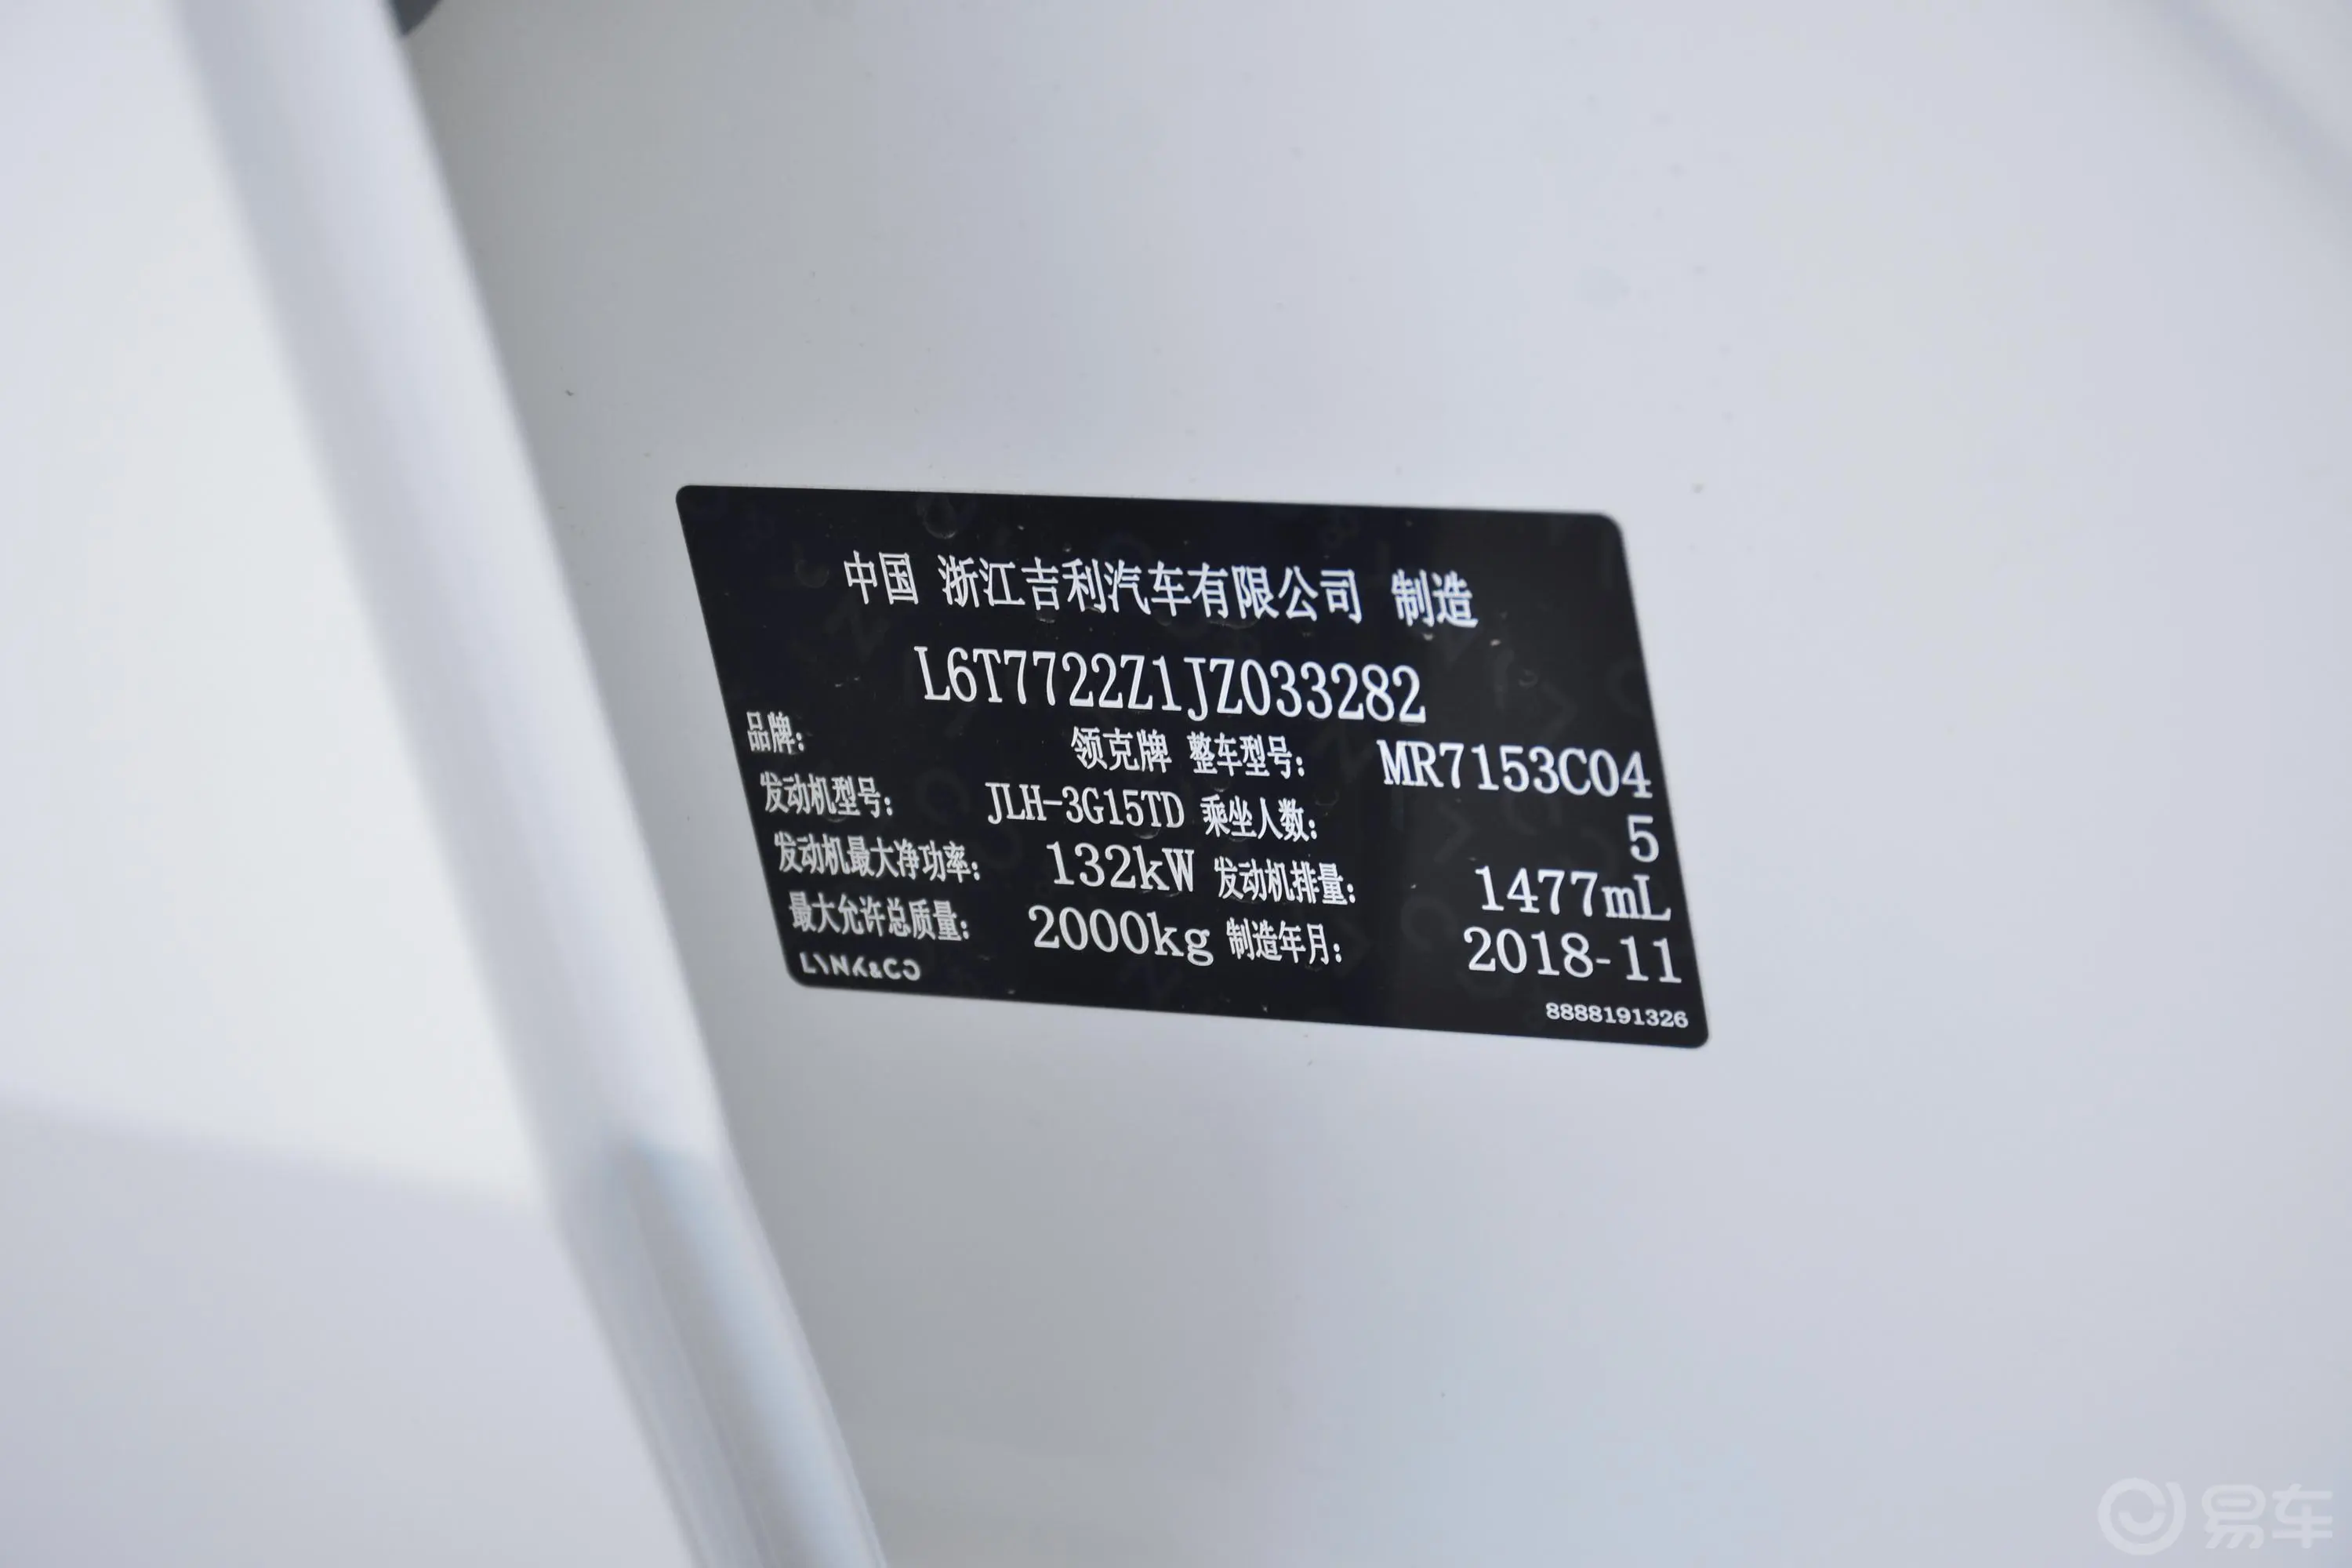 中国 浙江吉利汽车有限公司 制造
L6T7722Z1JZ033282
品牌: 领克牌 整车型号: MR7153C04
发动机型号: JLH-3G15TD 乘坐人数: 5
发动机最大净功率: 132kW 发动机排量: 1477mL
最大允许总质量: 2000kg 制造年月: 2018-11
LYNK&CO
8888191326
易车